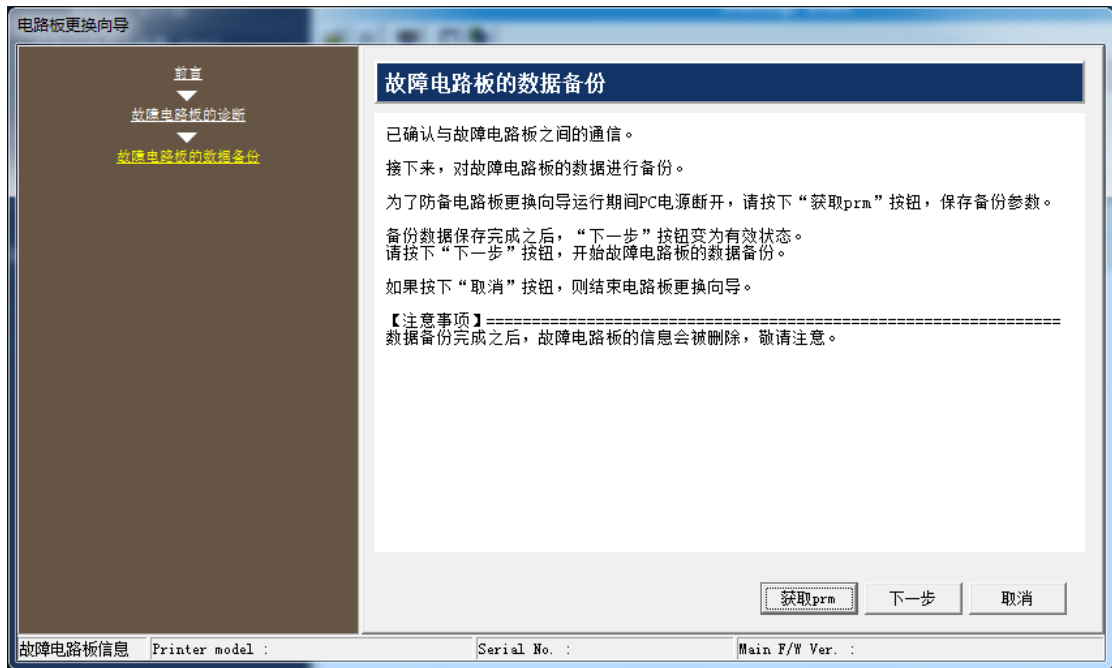 电路板更换向导
前言
故障电路板的诊断
故障电路板的数据备份
故障电路板的数据备份
已确认与故障电路板之间的通信。
接下来，对故障电路板的数据进行备份。
为了防备电路板更换向导运行期间PC电源断开，请按下“获取prm”按钮，保存备份参数。
备份数据保存完成之后，“下一步”按钮变为有效状态。
请按下“下一步”按钮，开始故障电路板的数据备份。
如果按下“取消”按钮，则结束电路板更换向导。
【注意事项】===============================================================
数据备份完成之后，故障电路板的信息会被删除，敬请注意。
获取prm 下一步 取消
故障电路板信息 Printer model : Serial No. : Main F/W Ver. :